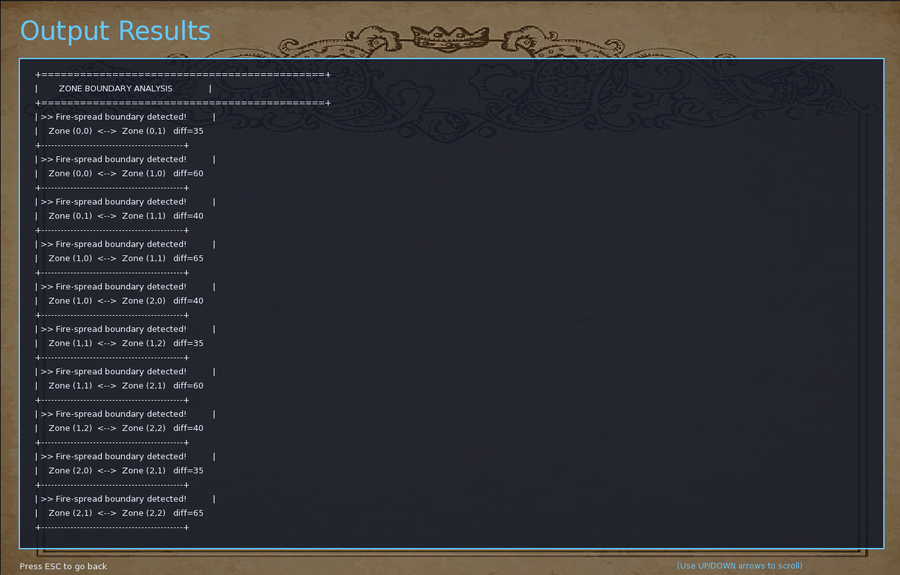 Output Results
+============================================+
| ZONE BOUNDARY ANALYSIS |
+============================================+
| >> Fire-spread boundary detected! |
| Zone (0,0) <--> Zone (0,1) diff=35
+--------------------------------------------+
| >> Fire-spread boundary detected! |
| Zone (0,0) <--> Zone (1,0) diff=60
+--------------------------------------------+
| >> Fire-spread boundary detected! |
| Zone (0,1) <--> Zone (1,1) diff=40
+--------------------------------------------+
| >> Fire-spread boundary detected! |
| Zone (1,0) <--> Zone (1,1) diff=65
+--------------------------------------------+
| >> Fire-spread boundary detected! |
| Zone (1,0) <--> Zone (2,0) diff=40
+--------------------------------------------+
| >> Fire-spread boundary detected! |
| Zone (1,1) <--> Zone (1,2) diff=35
+--------------------------------------------+
| >> Fire-spread boundary detected! |
| Zone (1,1) <--> Zone (2,1) diff=60
+--------------------------------------------+
| >> Fire-spread boundary detected! |
| Zone (1,2) <--> Zone (2,2) diff=40
+--------------------------------------------+
| >> Fire-spread boundary detected! |
| Zone (2,0) <--> Zone (2,1) diff=35
+--------------------------------------------+
| >> Fire-spread boundary detected! |
| Zone (2,1) <--> Zone (2,2) diff=65
+--------------------------------------------+
Press ESC to go back
(Use UP/DOWN arrows to scroll)